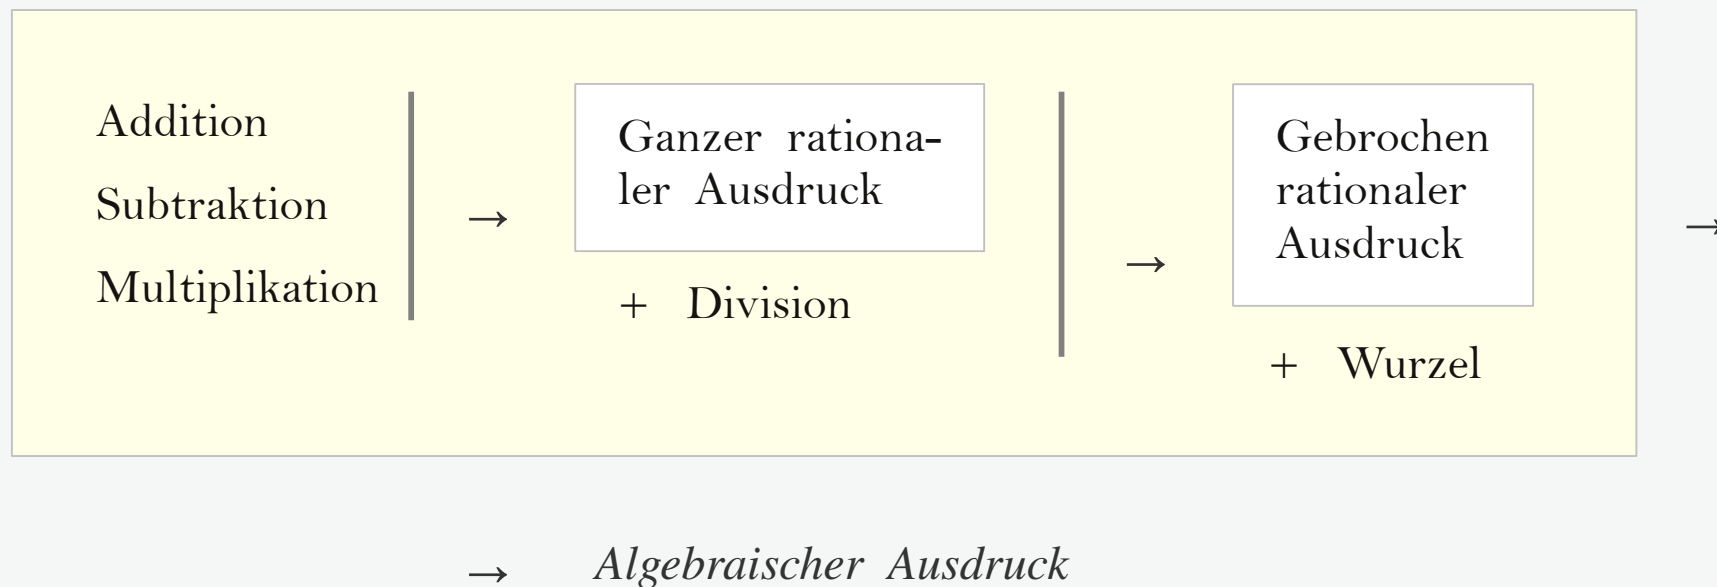 Addition
Subtraktion
Multiplikation
→
Ganzer rationa-
ler Ausdruck
+ Division
→
Gebrochen
rationaler
Ausdruck
+ Wurzel
→
→ Algebraischer Ausdruck